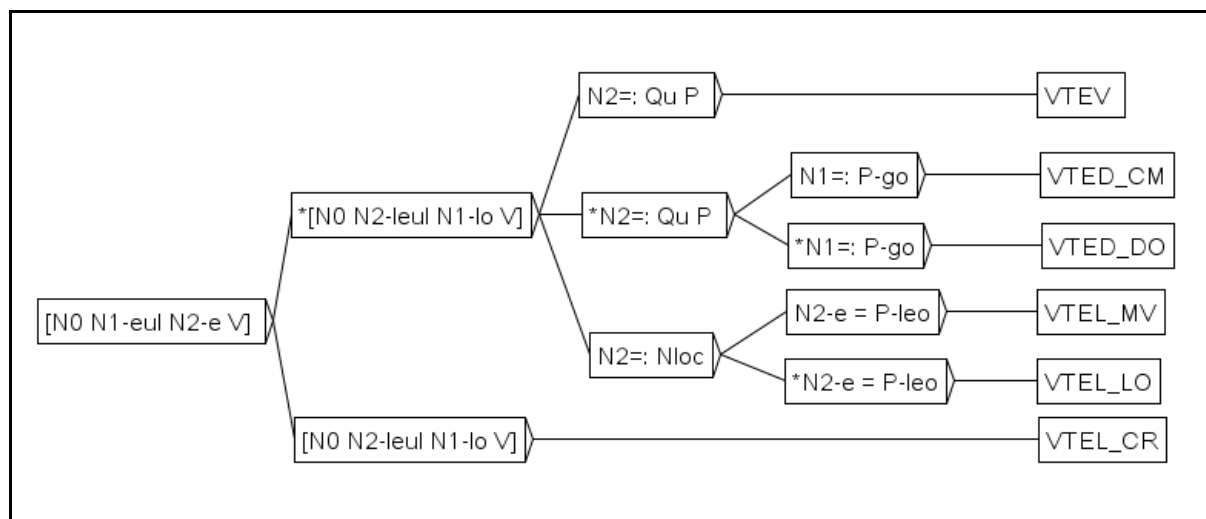 N2=: Qu P
VTEV
N1=: P-go
VTED_CM
*[N0 N2-leul N1-lo V]
*N2=: Qu P
*N1=: P-go
VTED_DO
[N0 N1-eul N2-e V]
N2-e = P-leo
VTEL_MV
N2=: Nloc
*N2-e = P-leo
VTEL_LO
[N0 N2-leul N1-lo V]
VTEL_CR